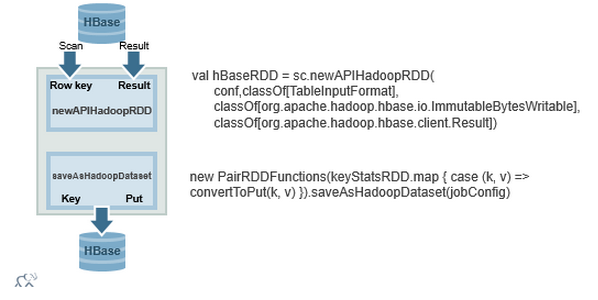 HBase
Scan
Result
Row key
Result
newAPIHadoopRDD
saveAsHadoopDataset
Key
Put
HBase
val hBaseRDD = sc.newAPIHadoopRDD(
conf,classOf[TableInputFormat],
classOf[org.apache.hadoop.hbase.io.ImmutableBytesWritable],
classOf[org.apache.hadoop.hbase.client.Result])
new PairRDDFunctions(keyStatsRDD.map { case (k, v) =>
convertToPut(k, v) }).saveAsHadoopDataset(jobConfig)